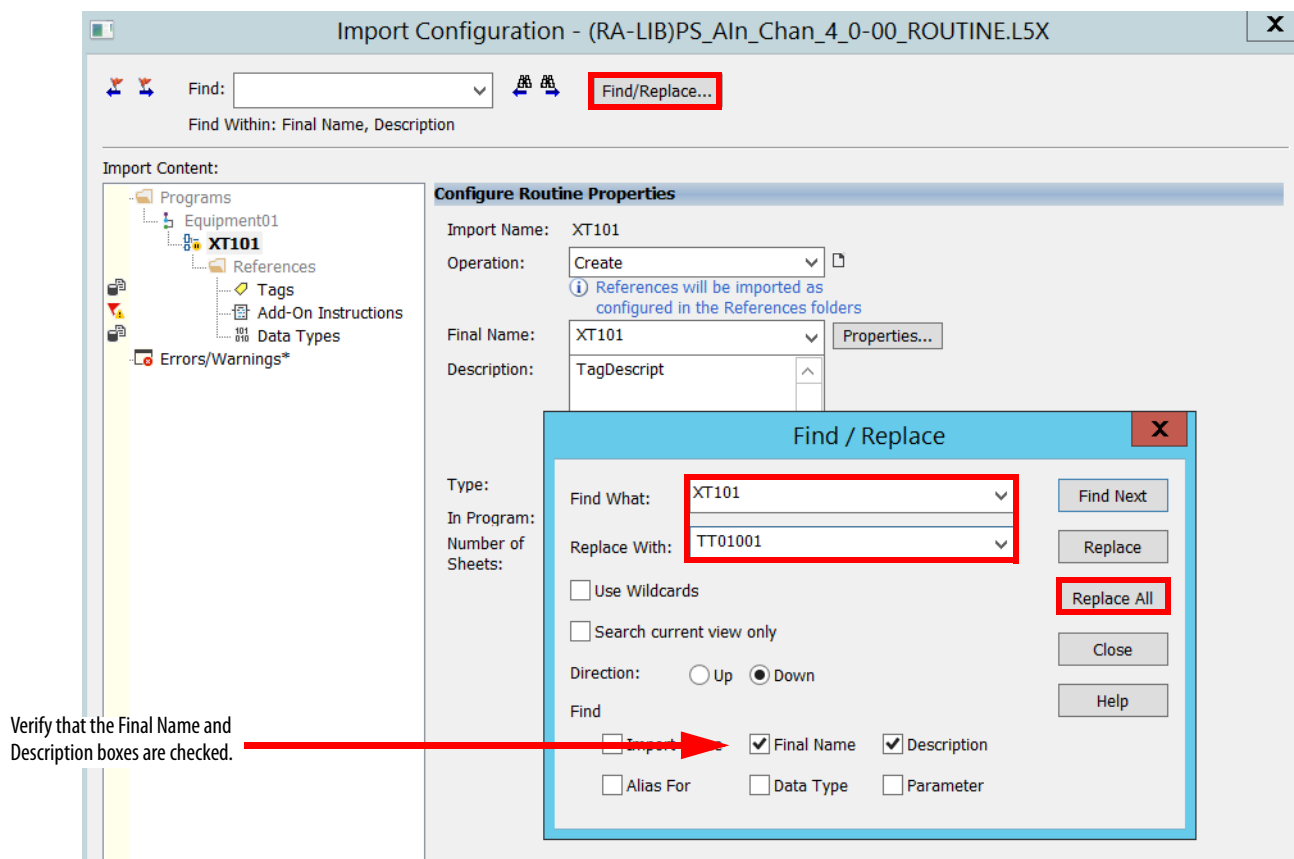 Import Configuration - (RA-LIB)PS_AIn_Chan_4_0-00_ROUTINE.L5X
X
Find:
Find/Replace...
Find Within: Final Name, Description
Import Content:
Programs
Equipment01
XT101
References
Tags
Add-On Instructions
Data Types
Errors/Warnings*
Configure Routine Properties
Import Name: XT101
Operation: Create
References will be imported as
configured in the References folders
Final Name: XT101 Properties...
Description: TagDescript
Type:
In Program:
Number of
Sheets:
Find / Replace
X
Find What: XT101 Find Next
Replace With: TT01001 Replace
Use Wildcards
Replace All
Search current view only
Close
Direction: Up Down
Help
Find
Final Name Description
Alias For Data Type Parameter
Verify that the Final Name and
Description boxes are checked.